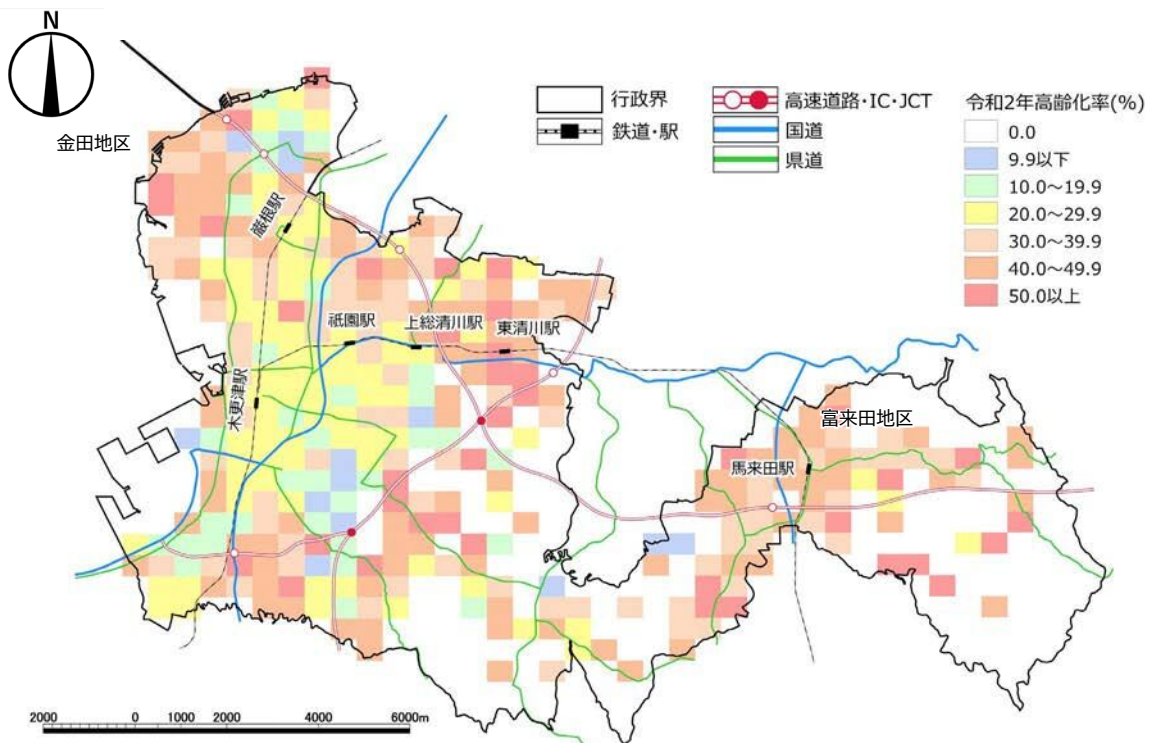 N
金田地区
行政界
鉄道・駅
高速道路・IC・JCT
国道
県道
令和2年高齢化率(%)
0.0
9.9以下
10.0～19.9
20.0～29.9
30.0～39.9
40.0～49.9
50.0以上
巌根駅
祇園駅
上総清川駅
東清川駅
木更津駅
富来田地区
馬来田駅
2000 0 1000 2000 4000 6000m